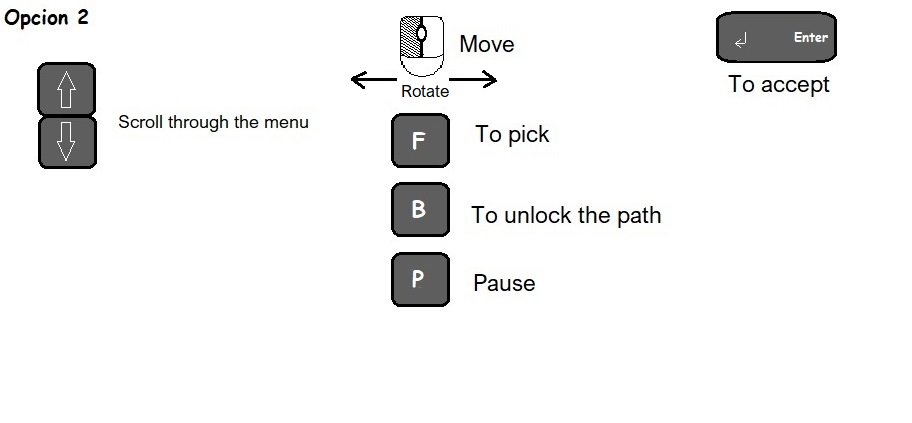 Opcion 2
Move
Enter
To accept
Rotate
Scroll through the menu
F
To pick
B
To unlock the path
P
Pause